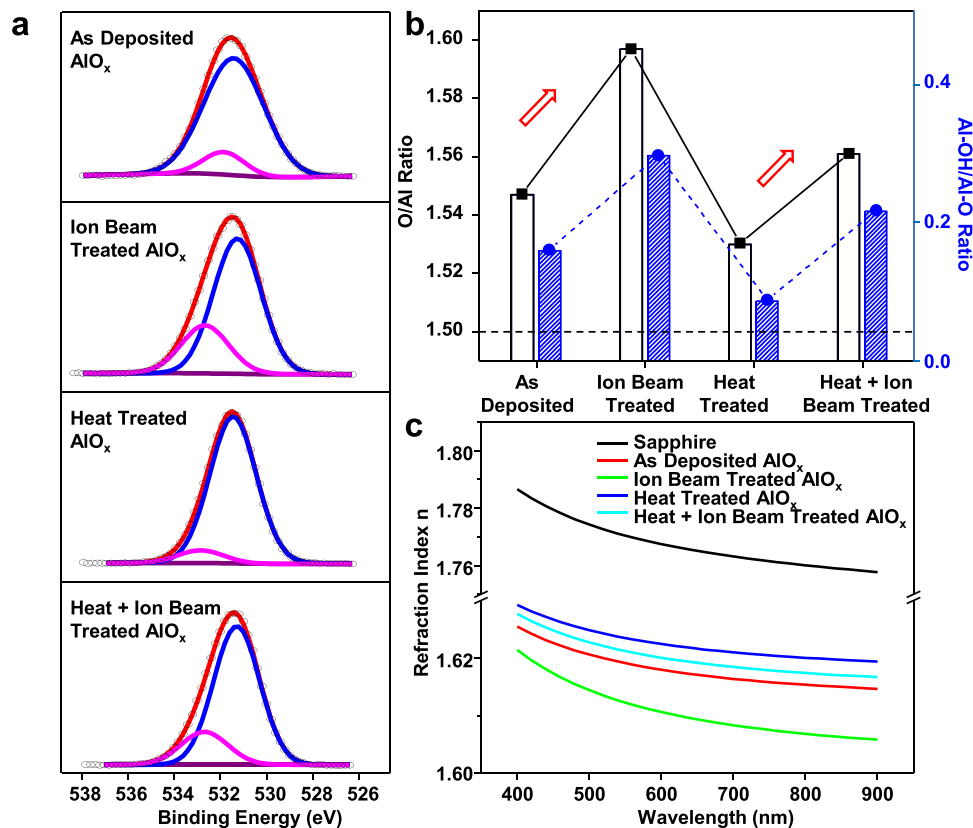 a
As Deposited
AlOx
Ion Beam
Treated AlOx
Heat Treated
AlOx
Heat + Ion Beam
Treated AlOx
538 536 534 532 530 528 526
Binding Energy (eV)
b
1.60
1.58
1.56
1.54
1.52
1.50
O/Al Ratio
0.4
0.2
0.0
Al-OH/Al-O Ratio
As
Deposited
Ion Beam
Treated
Heat
Treated
Heat + Ion
Beam Treated
c
Sapphire
As Deposited AlOx
Ion Beam Treated AlOx
Heat Treated AlOx
Heat + Ion Beam Treated AlOx
1.80
1.78
1.76
1.62
1.60
Refraction Index n
400 500 600 700 800 900
Wavelength (nm)